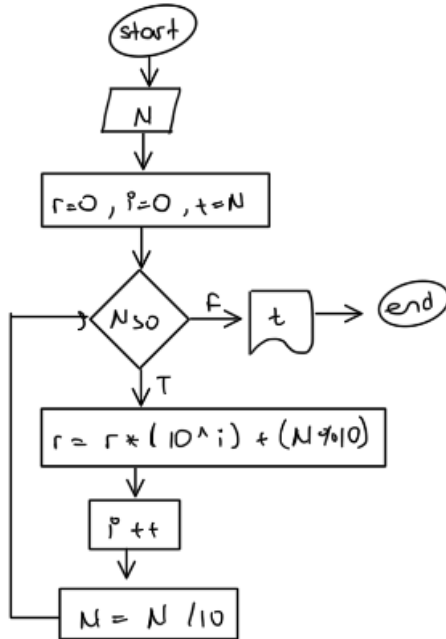 start
N
r=0 , i=0 , t=N
N>0
F
t
end
T
r= r*(10^i) + (N%10)
i ++
N = N /10